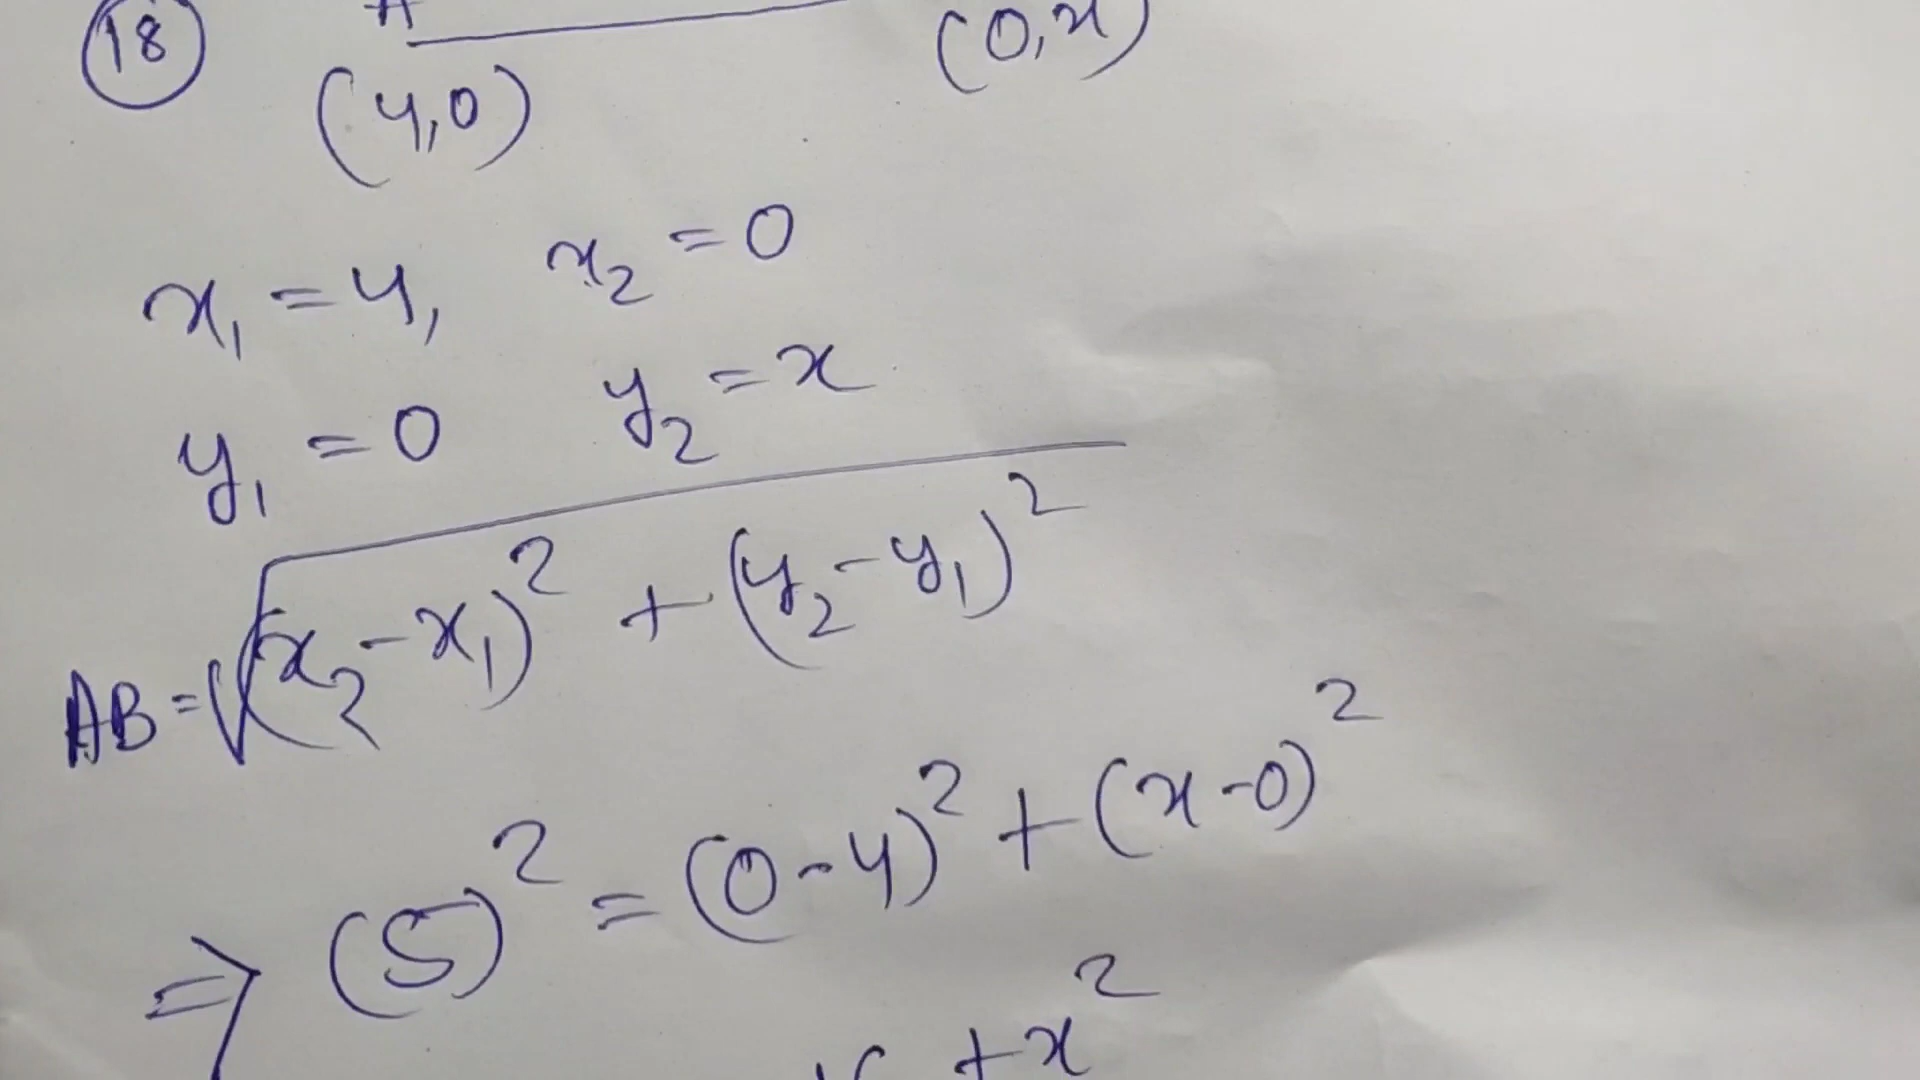 18 A (0,x)
(4,0)
x₁ = 4, x₂ = 0
y₁ = 0 y₂ = x
AB = √(x₂-x₁)² + (y₂-y₁)²
⇒ (5)² = (0-4)² + (x-0)²
+x²